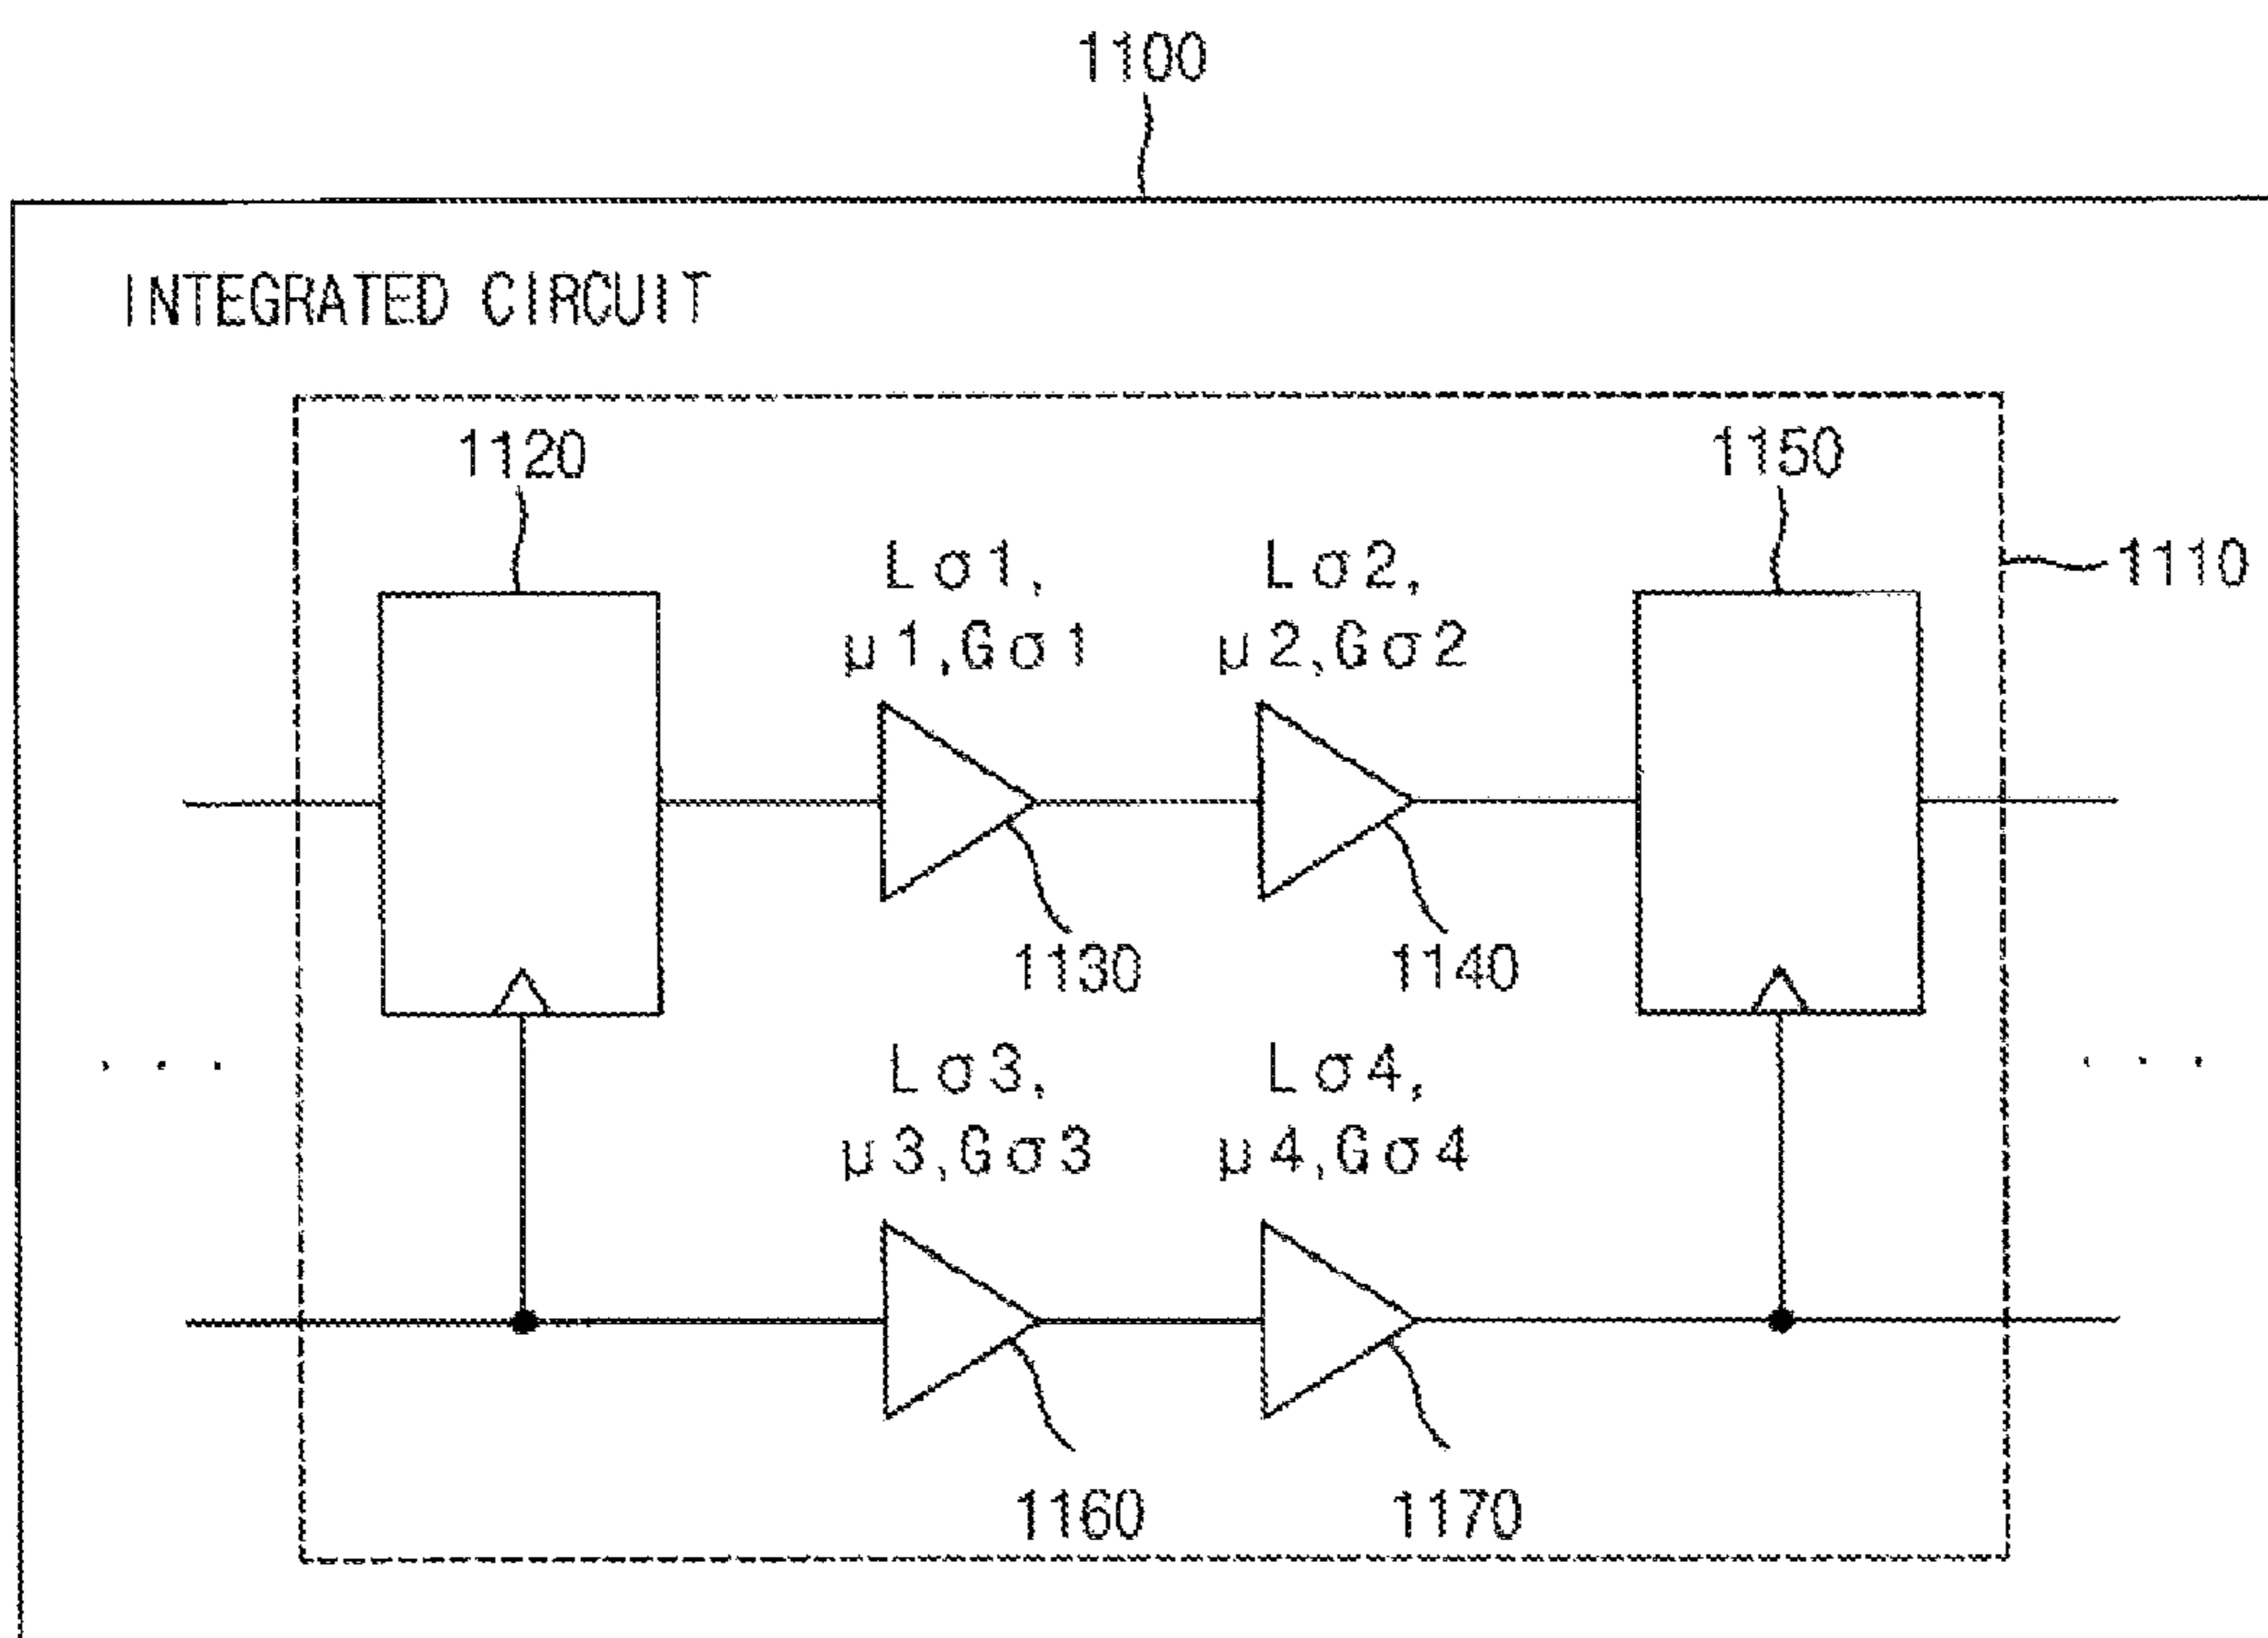 1100
INTEGRATED CIRCUIT
1120
1150
Lσ1,
μ1,Gσ1
Lσ2,
μ2,Gσ2
1110
1130
1140
. . .
Lσ3,
μ3,Gσ3
Lσ4,
μ4,Gσ4
. . .
1160
1170